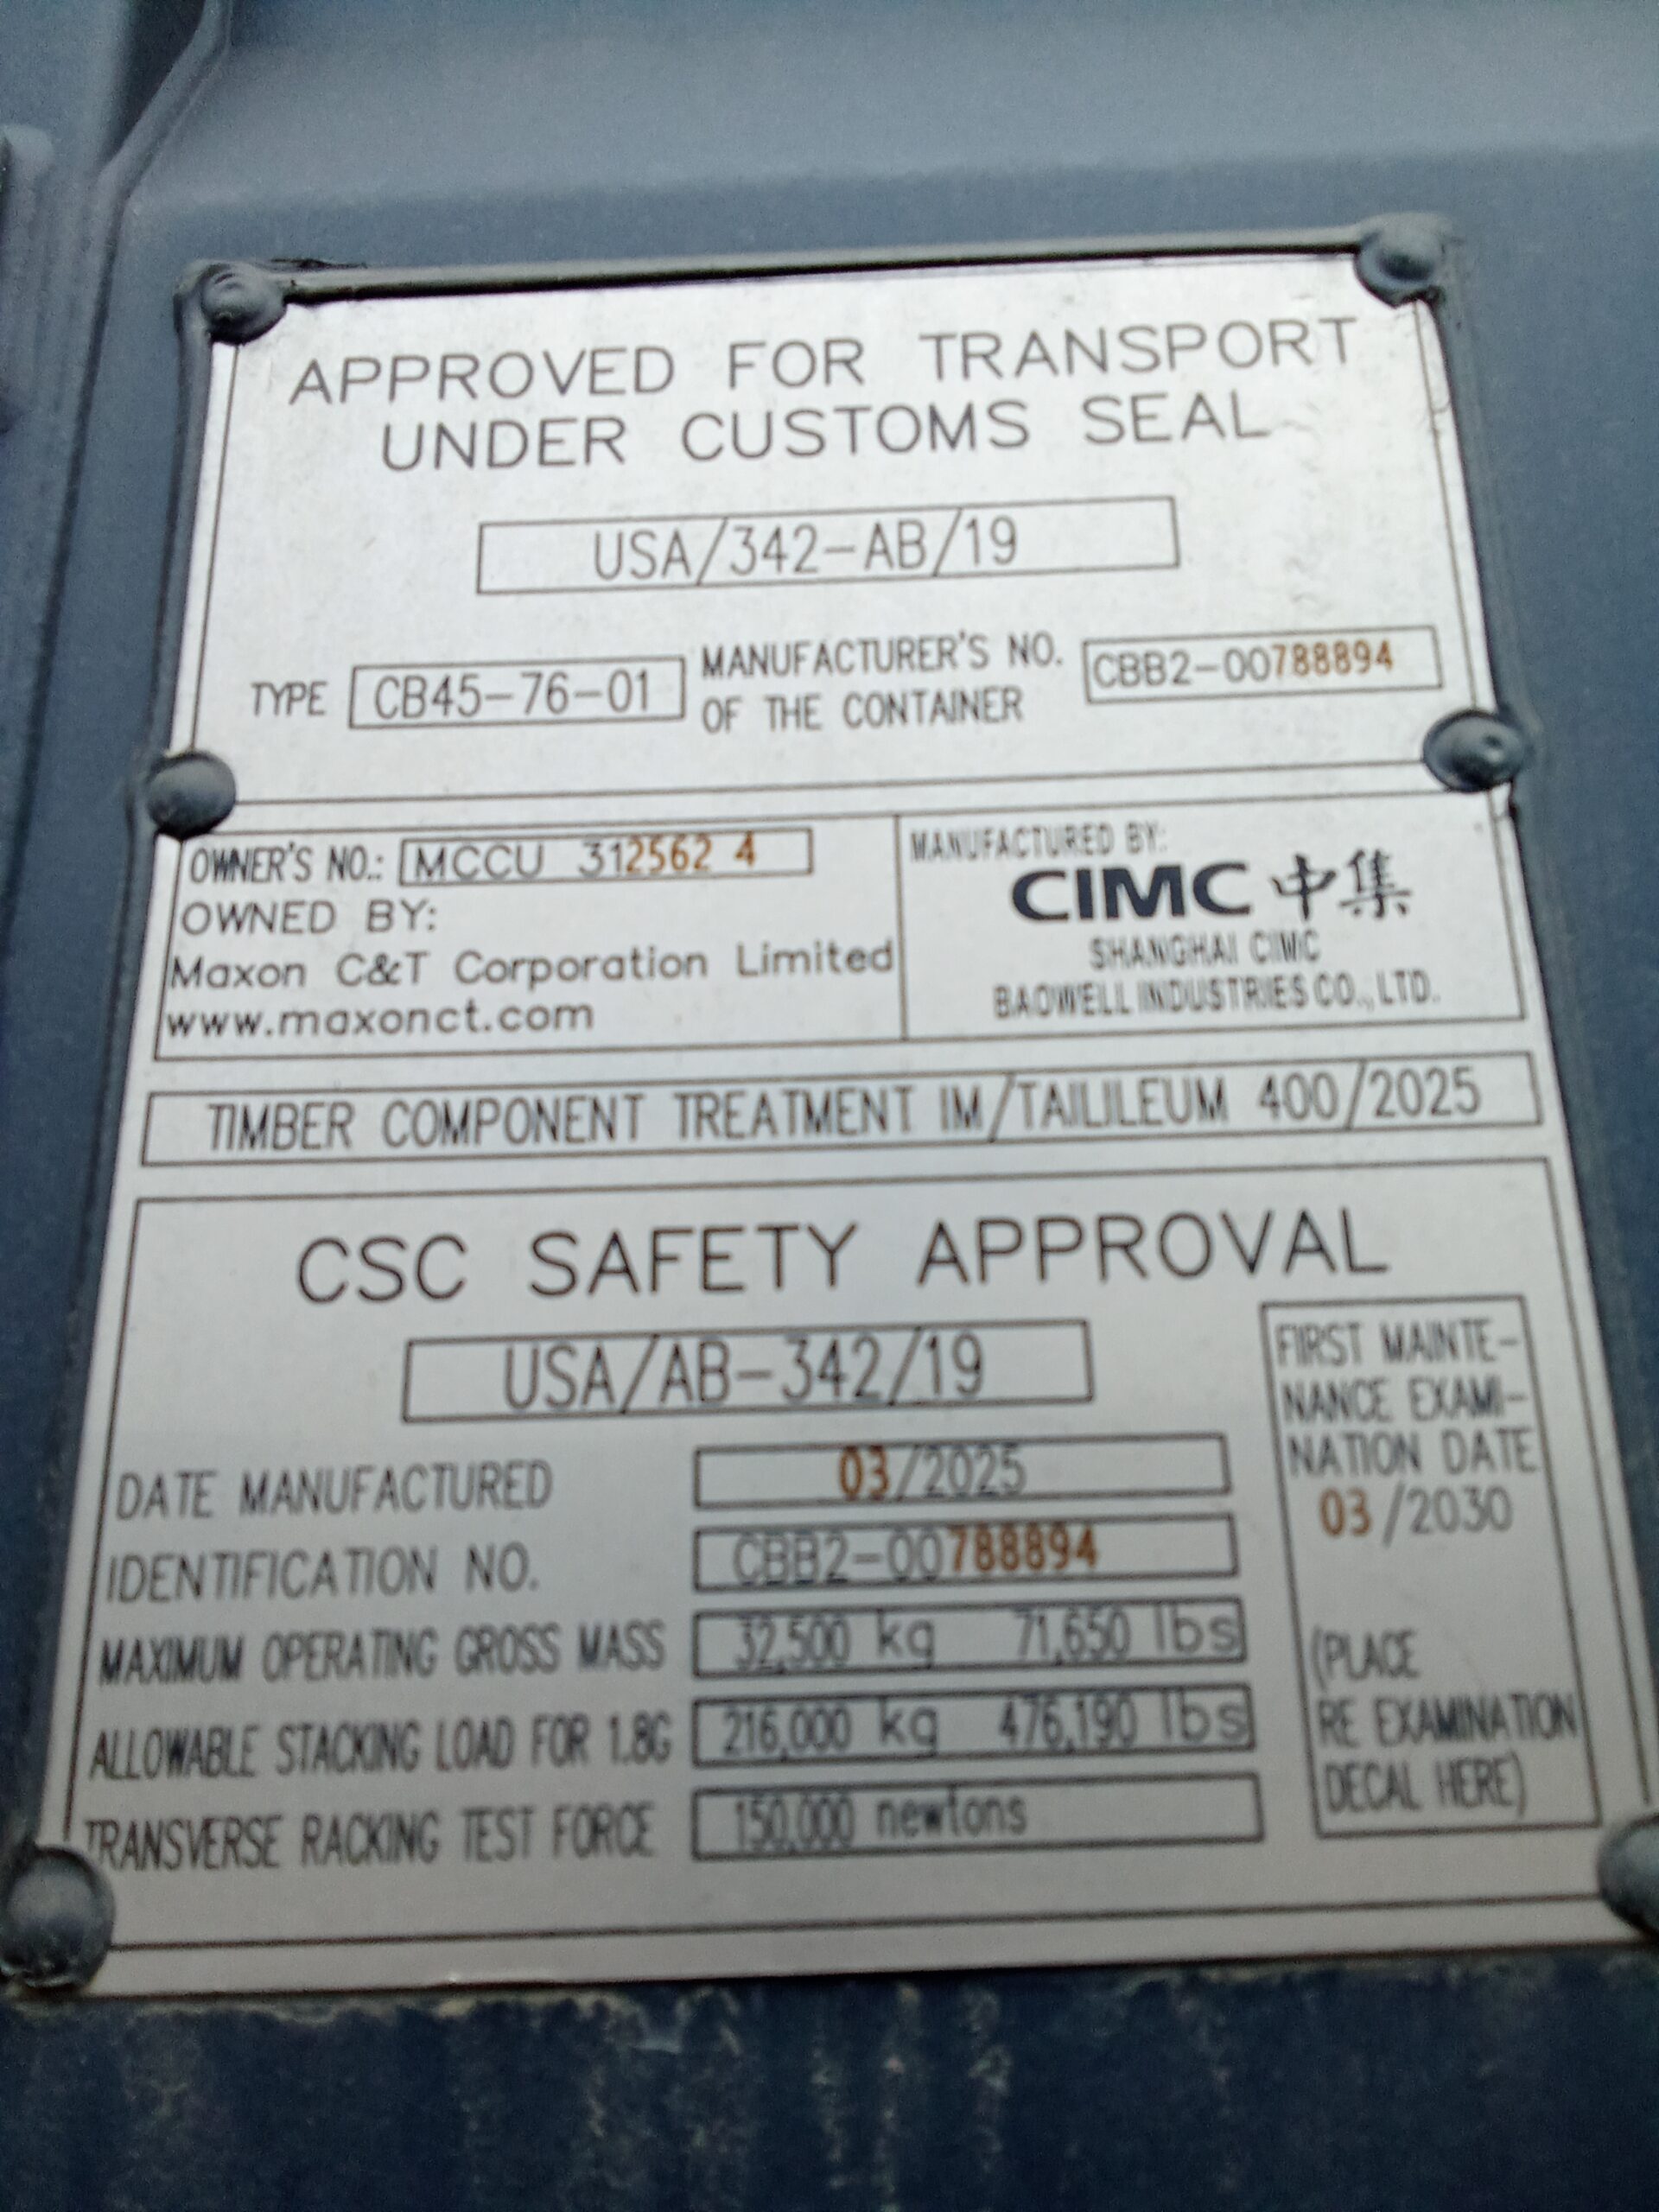 APPROVED FOR TRANSPORT
UNDER CUSTOMS SEAL
USA/342-AB/19
TYPE CB45-76-01 MANUFACTURER'S NO. OF THE CONTAINER CBB2-00788894
OWNER'S NO.: MCCU 312562 4
OWNED BY:
Maxon C&T Corporation Limited
www.maxonct.com
MANUFACTURED BY:
CIMC 中集
SHANGHAI CIMC
BAOWELL INDUSTRIES CO., LTD.
TIMBER COMPONENT TREATMENT IM/TAILILEUM 400/2025
CSC SAFETY APPROVAL
USA/AB-342/19
DATE MANUFACTURED 03/2025
IDENTIFICATION NO. CBB2-00788894
MAXIMUM OPERATING GROSS MASS 32,500 kg 71,650 lbs
ALLOWABLE STACKING LOAD FOR 1.8G 216,000 kg 476,190 lbs
TRANSVERSE RACKING TEST FORCE 150,000 newtons
FIRST MAINTE-
NANCE EXAMI-
NATION DATE
03/2030
(PLACE
RE EXAMINATION
DECAL HERE)